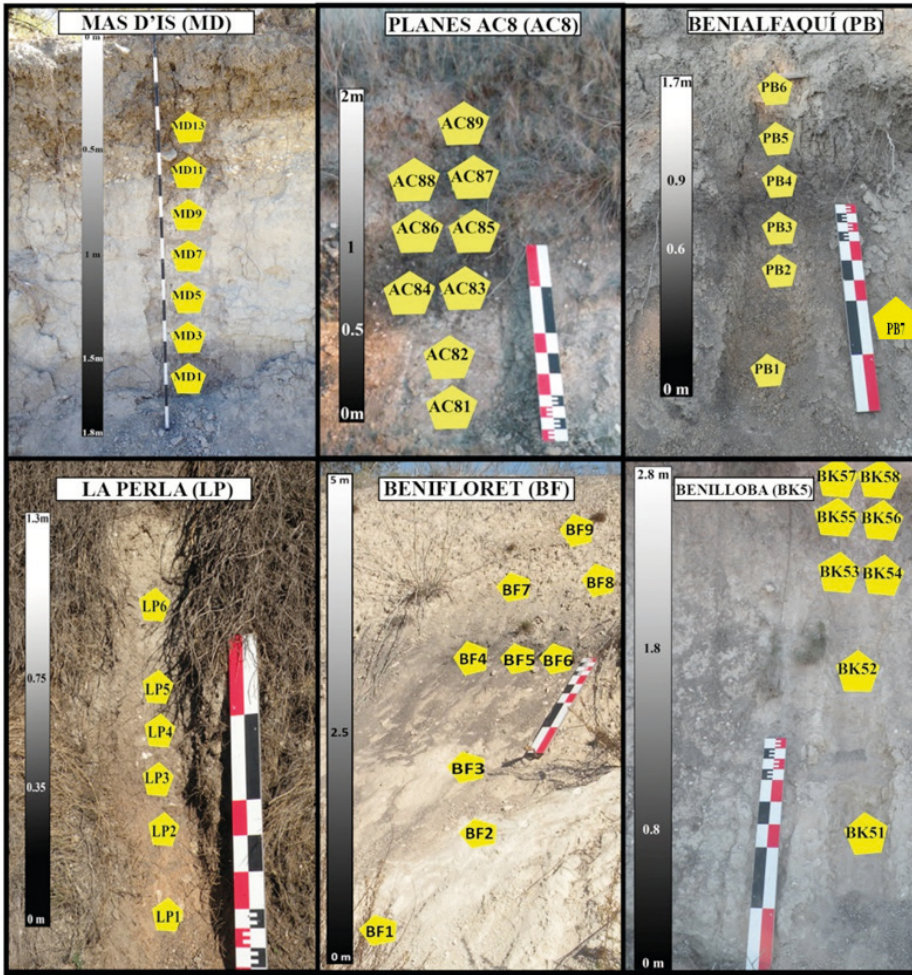 MAS D'IS (MD)
0 m
0.5m
1 m
1.5m
1.8m
MD13
MD11
MD9
MD7
MD5
MD3
MD1
PLANES AC8 (AC8)
2m
1
0.5
0m
AC89
AC88 AC87
AC86 AC85
AC84 AC83
AC82
AC81
BENIALFAQUÍ (PB)
1.7m
0.9
0.6
0 m
PB6
PB5
PB4
PB3
PB2
PB7
PB1
LA PERLA (LP)
1.3m
0.75
0.35
0 m
LP6
LP5
LP4
LP3
LP2
LP1
BENIFLORET (BF)
5 m
2.5
0 m
BF9
BF7 BF8
BF4 BF5 BF6
BF3
BF2
BF1
BENILLOBA (BK5)
2.8 m
1.8
0.8
0 m
BK57 BK58
BK55 BK56
BK53 BK54
BK52
BK51